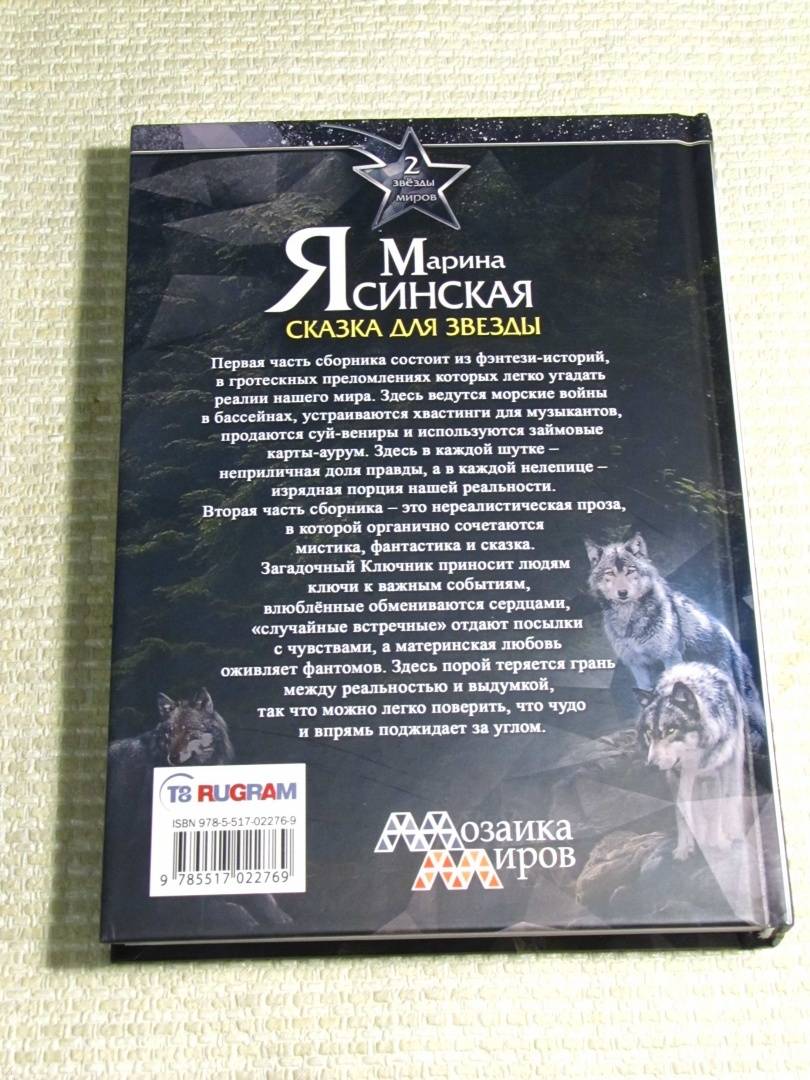 2
звёзды
миров
Марина
Ясинская
СКАЗКА ДЛЯ ЗВЕЗДЫ
Первая часть сборника состоит из фэнтези-историй,
в гротескных преломлениях которых легко угадать
реалии нашего мира. Здесь ведутся морские войны
в бассейнах, устраиваются хвастинги для музыкантов,
продаются суй-вениры и используются займовые
карты-аурум. Здесь в каждой шутке –
неприличная доля правды, а в каждой нелепице –
изрядная порция нашей реальности.
Вторая часть сборника – это нереалистическая проза,
в которой органично сочетаются
мистика, фантастика и сказка.
Загадочный Ключник приносит людям
ключи к важным событиям,
влюблённые обмениваются сердцами,
«случайные встречные» отдают посылки
с чувствами, а материнская любовь
оживляет фантомов. Здесь порой теряется грань
между реальностью и выдумкой,
так что можно легко поверить, что чудо
и впрямь поджидает за углом.
T8 RUGRAM
ISBN 978-5-517-02276-9
9 785517 022769
Мозаика
Миров